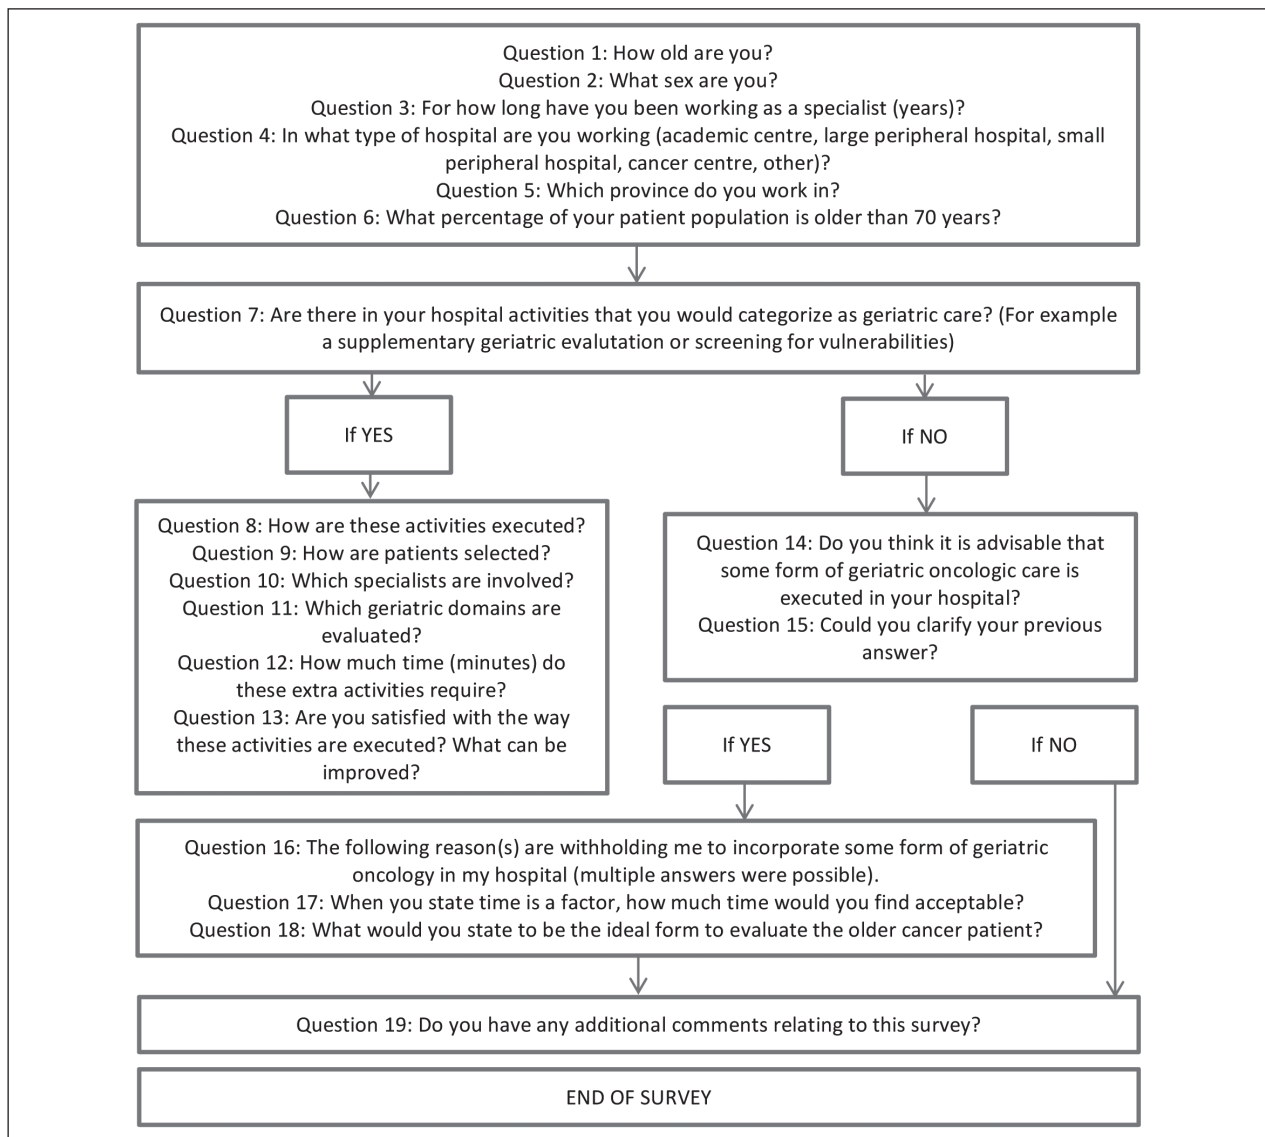 Question 1: How old are you?
Question 2: What sex are you?
Question 3: For how long have you been working as a specialist (years)?
Question 4: In what type of hospital are you working (academic centre, large peripheral hospital, small
peripheral hospital, cancer centre, other)?
Question 5: Which province do you work in?
Question 6: What percentage of your patient population is older than 70 years?
Question 7: Are there in your hospital activities that you would categorize as geriatric care? (For example
a supplementary geriatric evalutation or screening for vulnerabilities)
If YES
If NO
Question 8: How are these activities executed?
Question 9: How are patients selected?
Question 10: Which specialists are involved?
Question 11: Which geriatric domains are
evaluated?
Question 12: How much time (minutes) do
these extra activities require?
Question 13: Are you satisfied with the way
these activities are executed? What can be
improved?
Question 14: Do you think it is advisable that
some form of geriatric oncologic care is
executed in your hospital?
Question 15: Could you clarify your previous
answer?
If YES
If NO
Question 16: The following reason(s) are withholding me to incorporate some form of geriatric
oncology in my hospital (multiple answers were possible).
Question 17: When you state time is a factor, how much time would you find acceptable?
Question 18: What would you state to be the ideal form to evaluate the older cancer patient?
Question 19: Do you have any additional comments relating to this survey?
END OF SURVEY